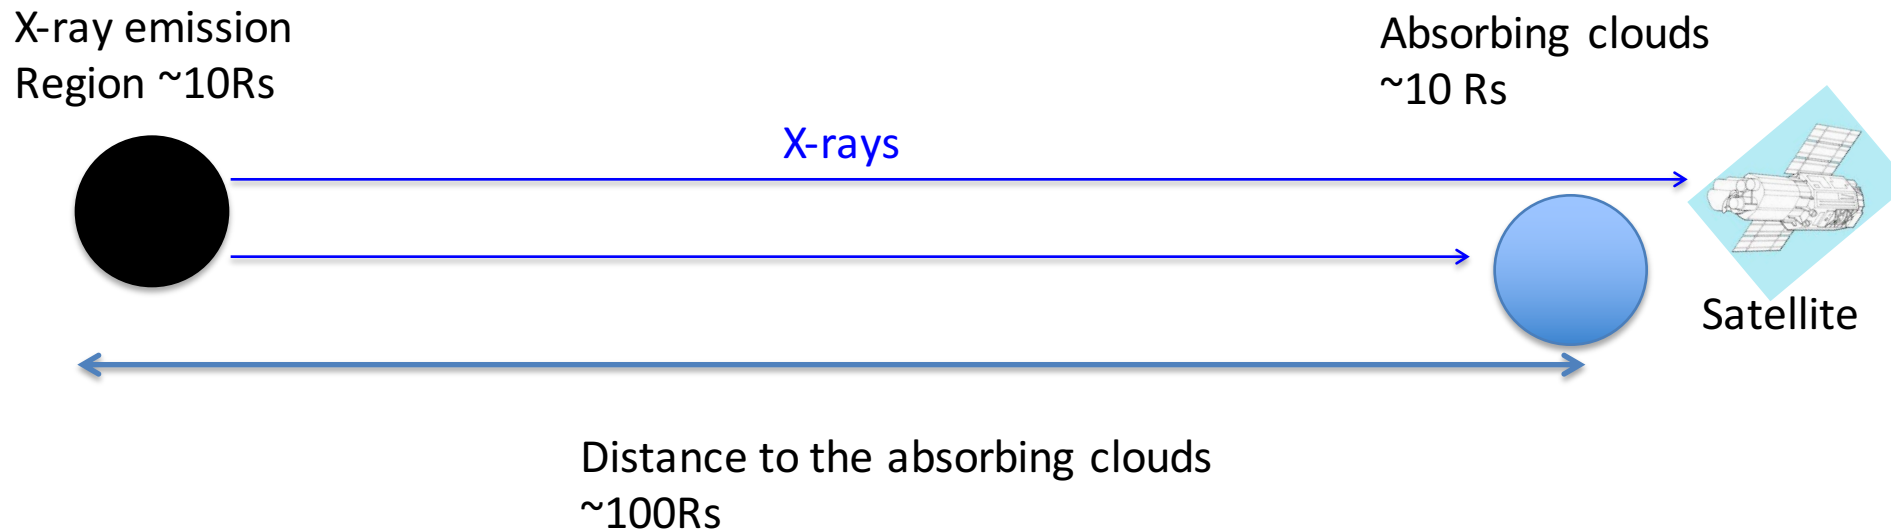 X-ray emission
Region ~10Rs
Absorbing clouds
~10 Rs
X-rays
Satellite
Distance to the absorbing clouds
~100Rs